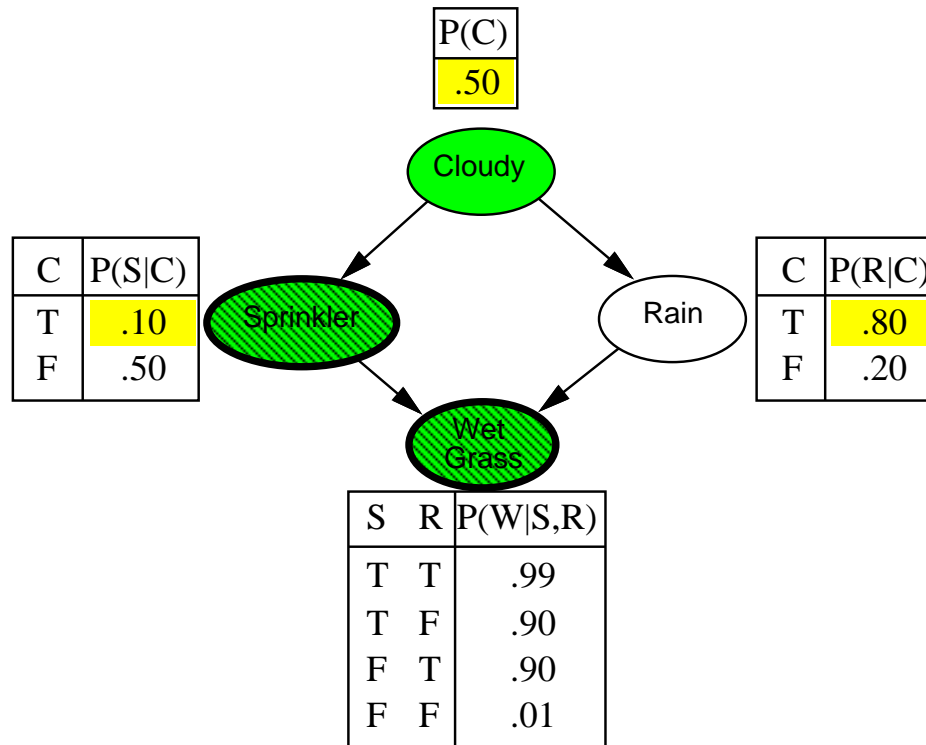 P(C)
.50
Cloudy
C P(S|C)
T .10
F .50
Sprinkler
Rain
C P(R|C)
T .80
F .20
Wet
Grass
S R P(W|S,R)
T T .99
T F .90
F T .90
F F .01